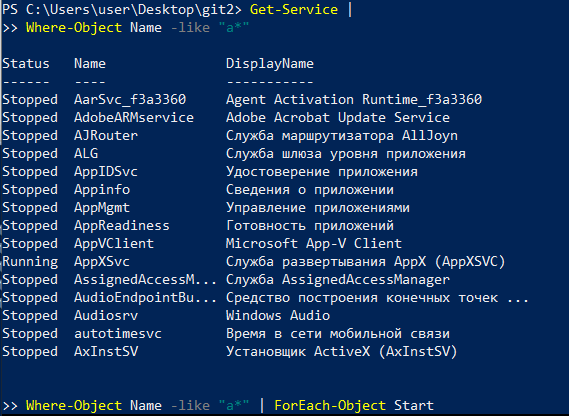 PS C:\Users\user\Desktop\git2> Get-Service |
>> Where-Object Name -like "a*"
Status Name DisplayName
------ ---- -----------
Stopped AarSvc_f3a3360 Agent Activation Runtime_f3a3360
Stopped AdobeARMservice Adobe Acrobat Update Service
Stopped AJRouter Служба маршрутизатора AllJoyn
Stopped ALG Служба шлюза уровня приложения
Stopped AppIDSvc Удостоверение приложения
Stopped Appinfo Сведения о приложении
Stopped AppMgmt Управление приложениями
Stopped AppReadiness Готовность приложений
Stopped AppVClient Microsoft App-V Client
Running AppXSvc Служба развертывания AppX (AppXSVC)
Stopped AssignedAccessM... Служба AssignedAccessManager
Stopped AudioEndpointBu... Средство построения конечных точек ...
Stopped Audiosrv Windows Audio
Stopped autotimesvc Время в сети мобильной связи
Stopped AxInstSV Установщик ActiveX (AxInstSV)
>> Where-Object Name -like "a*" | ForEach-Object Start